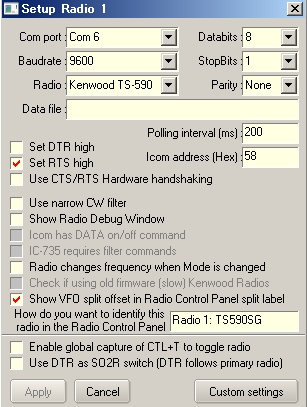 Setup Radio 1
Com port : Com 6 Databits : 8
Baudrate : 9600 StopBits : 1
Radio : Kenwood TS-590 Parity : None
Data file :
Polling interval (ms) : 200
Set DTR high
Icom address (Hex) : 58
Set RTS high
Use CTS/RTS Hardware handshaking
Use narrow CW filter
Show Radio Debug Window
Icom has DATA on/off command
IC-735 requires filter commands
Radio changes frequency when Mode is changed
Check if using old firmware (slow) Kenwood Radios
Show VFO split offset in Radio Control Panel split label
How do you want to identify this
radio in the Radio Control Panel
Radio 1: TS590SG
Enable global capture of CTL+T to toggle radio
Use DTR as SO2R switch (DTR follows primary radio)
Apply Cancel Custom settings